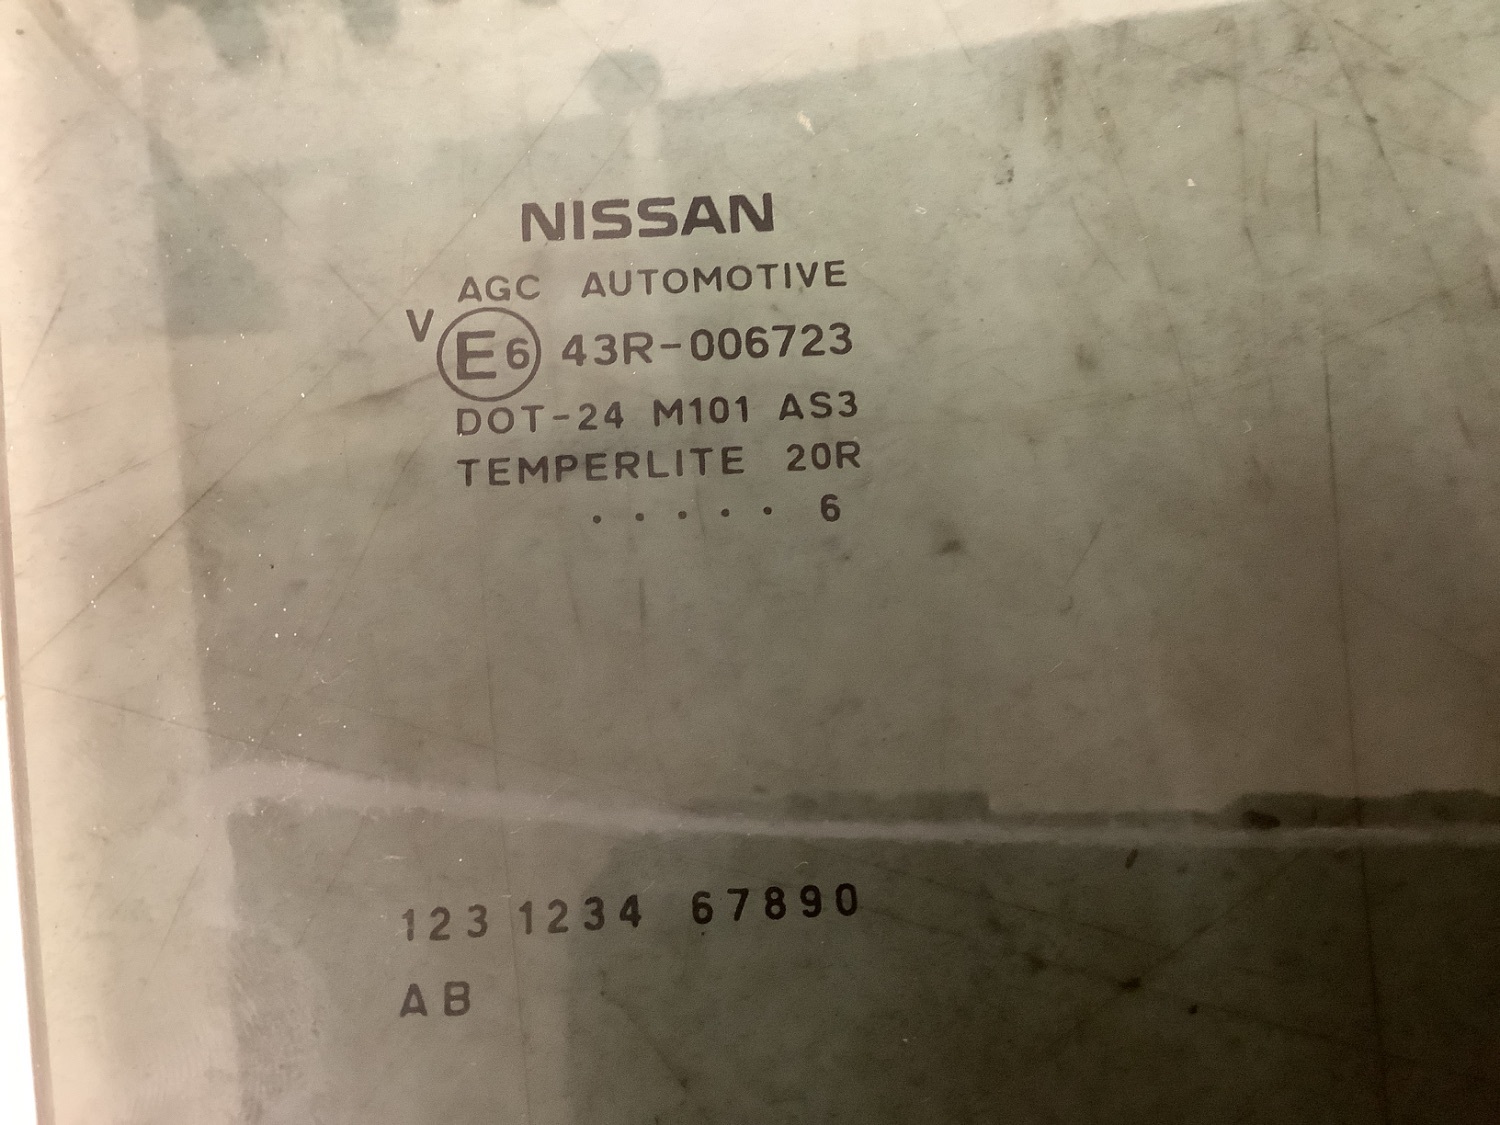 NISSAN
AGC AUTOMOTIVE
V E6 43R-006723
DOT-24 M101 AS3
TEMPERLITE 20R
. . . . . 6
123 1234 67890
AB